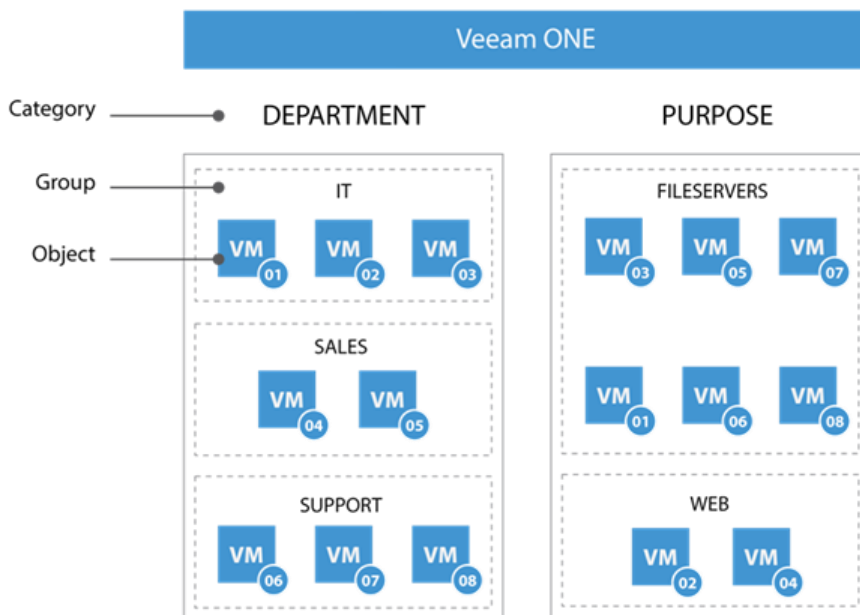 Veeam ONE
Category DEPARTMENT PURPOSE
Group IT FILESERVERS
Object VM 01 VM 02 VM 03 VM 03 VM 05 VM 07
SALES
VM 04 VM 05 VM 01 VM 06 VM 08
SUPPORT WEB
VM 06 VM 07 VM 08 VM 02 VM 04